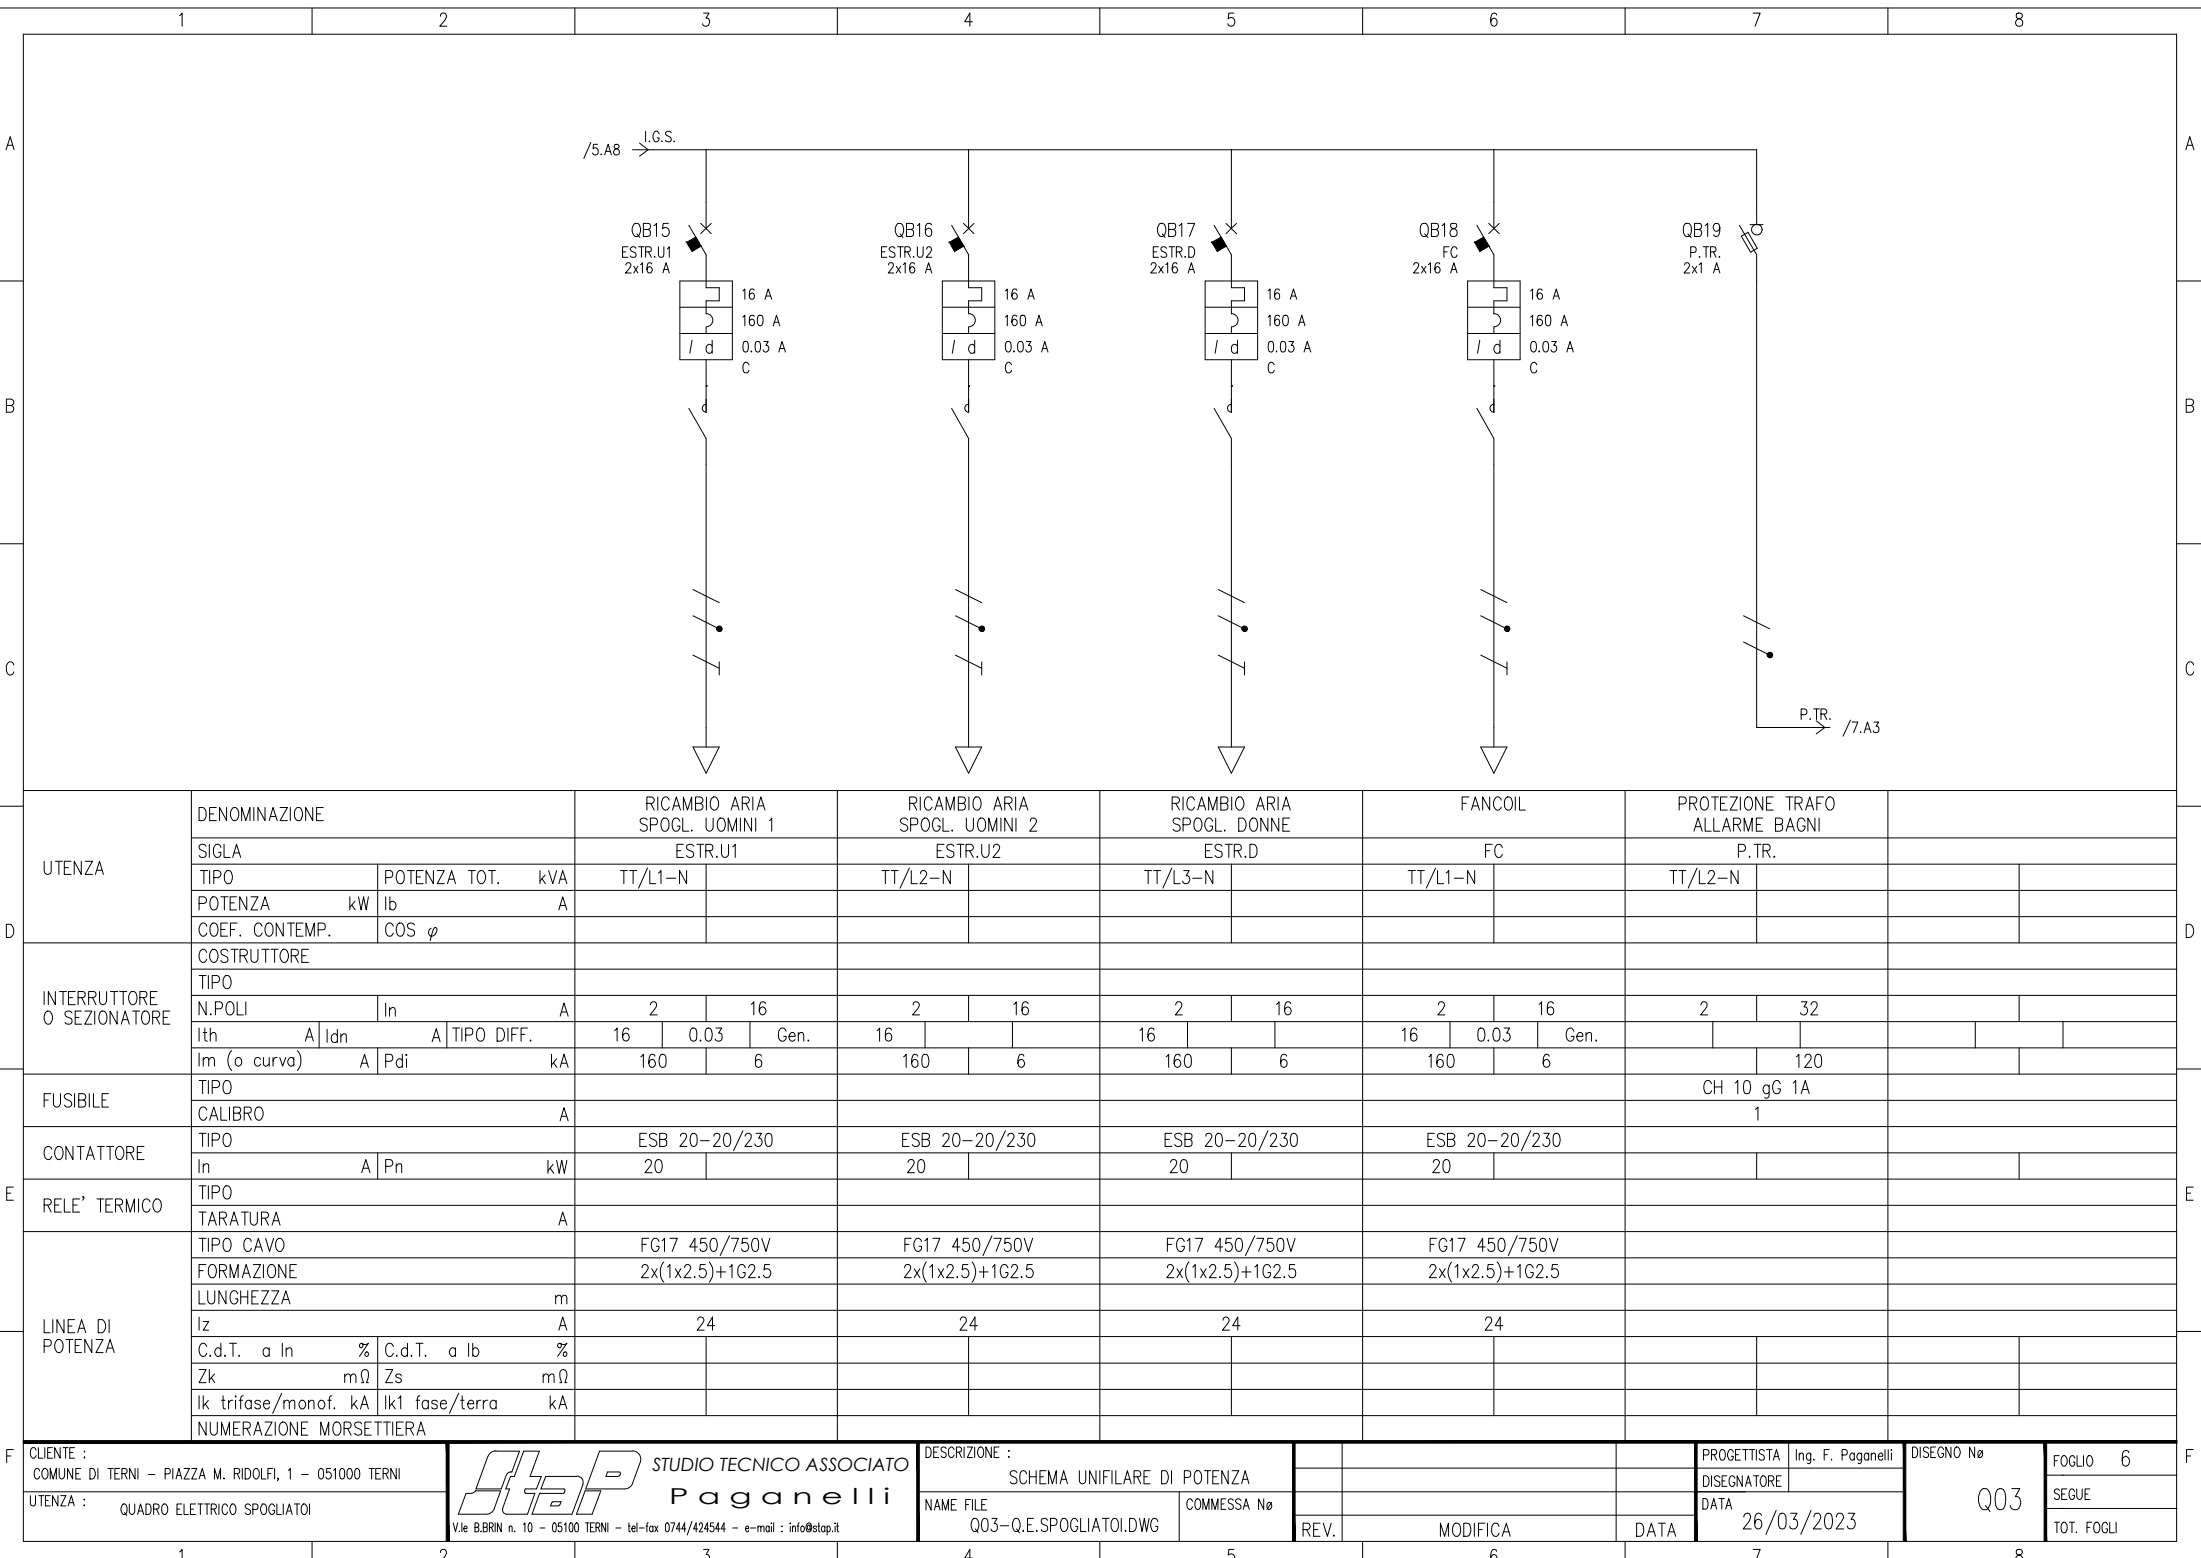 1 2 3 4 5 6 7 8
A A
I.G.S.
/5.A8
QB15 QB16 QB17 QB18 QB19
ESTR.U1 ESTR.U2 ESTR.D FC P.TR.
2x16 A 2x16 A 2x16 A 2x16 A 2x1 A
16 A 16 A 16 A 16 A
160 A 160 A 160 A 160 A
I d 0.03 A I d 0.03 A I d 0.03 A I d 0.03 A
C C C C
B B
C C
P.TR. /7.A3
UTENZA
DENOMINAZIONE RICAMBIO ARIA RICAMBIO ARIA RICAMBIO ARIA FANCOIL PROTEZIONE TRAFO
SPOGL. UOMINI 1 SPOGL. UOMINI 2 SPOGL. DONNE ALLARME BAGNI
SIGLA ESTR.U1 ESTR.U2 ESTR.D FC P.TR.
TIPO POTENZA TOT. kVA TT/L1-N TT/L2-N TT/L3-N TT/L1-N TT/L2-N
POTENZA kW Ib A
COEF. CONTEMP. COS φ
D D
INTERRUTTORE
O SEZIONATORE
COSTRUTTORE
TIPO
N.POLI In A 2 16 2 16 2 16 2 16 2 32
Ith A Idn A TIPO DIFF. 16 0.03 Gen. 16 16 16 0.03 Gen.
Im (o curva) A Pdi kA 160 6 160 6 160 6 160 6 120
FUSIBILE
TIPO CH 10 gG 1A
CALIBRO A 1
CONTATTORE
TIPO ESB 20-20/230 ESB 20-20/230 ESB 20-20/230 ESB 20-20/230
In A Pn kW 20 20 20 20
E E
RELE' TERMICO
TIPO
TARATURA A
LINEA DI
POTENZA
TIPO CAVO FG17 450/750V FG17 450/750V FG17 450/750V FG17 450/750V
FORMAZIONE 2x(1x2.5)+1G2.5 2x(1x2.5)+1G2.5 2x(1x2.5)+1G2.5 2x(1x2.5)+1G2.5
LUNGHEZZA m
Iz A 24 24 24 24
C.d.T. a In % C.d.T. a Ib %
Zk mΩ Zs mΩ
Ik trifase/monof. kA Ik1 fase/terra kA
NUMERAZIONE MORSETTIERA
F F
CLIENTE :
COMUNE DI TERNI - PIAZZA M. RIDOLFI, 1 - 051000 TERNI
UTENZA : QUADRO ELETTRICO SPOGLIATOI
StaP
STUDIO TECNICO ASSOCIATO
Paganelli
V.le B.BRIN n. 10 - 05100 TERNI - tel-fax 0744/424544 - e-mail : info@stap.it
DESCRIZIONE :
SCHEMA UNIFILARE DI POTENZA
NAME FILE
Q03-Q.E.SPOGLIATOI.DWG
COMMESSA Nø
REV. MODIFICA DATA
PROGETTISTA Ing. F. Paganelli
DISEGNATORE
DATA
26/03/2023
DISEGNO Nø
Q03
FOGLIO 6
SEGUE
TOT. FOGLI
1 2 3 4 5 6 7 8